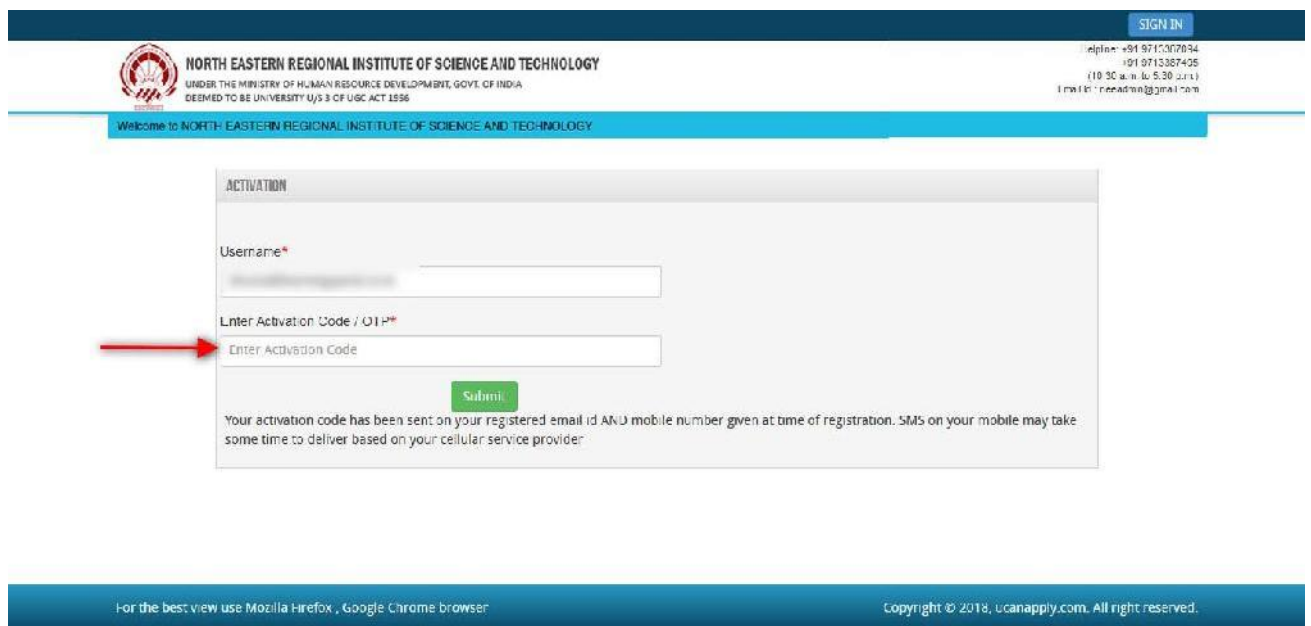 SIGN IN
NORTH EASTERN REGIONAL INSTITUTE OF SCIENCE AND TECHNOLOGY
UNDER THE MINISTRY OF HUMAN RESOURCE DEVELOPMENT, GOVT. OF INDIA
DEEMED TO BE UNIVERSITY U/S 3 OF UGC ACT 1956
(10:30 a.m. to 5:30 p.m.)
Welcome to NORTH EASTERN REGIONAL INSTITUTE OF SCIENCE AND TECHNOLOGY
ACTIVATION
Username*
Enter Activation Code / OTP*
Enter Activation Code
Submit
Your activation code has been sent on your registered email id AND mobile number given at time of registration. SMS on your mobile may take
some time to deliver based on your cellular service provider
For the best view use Mozilla Firefox , Google Chrome browser
Copyright © 2018, ucanapply.com. All right reserved.